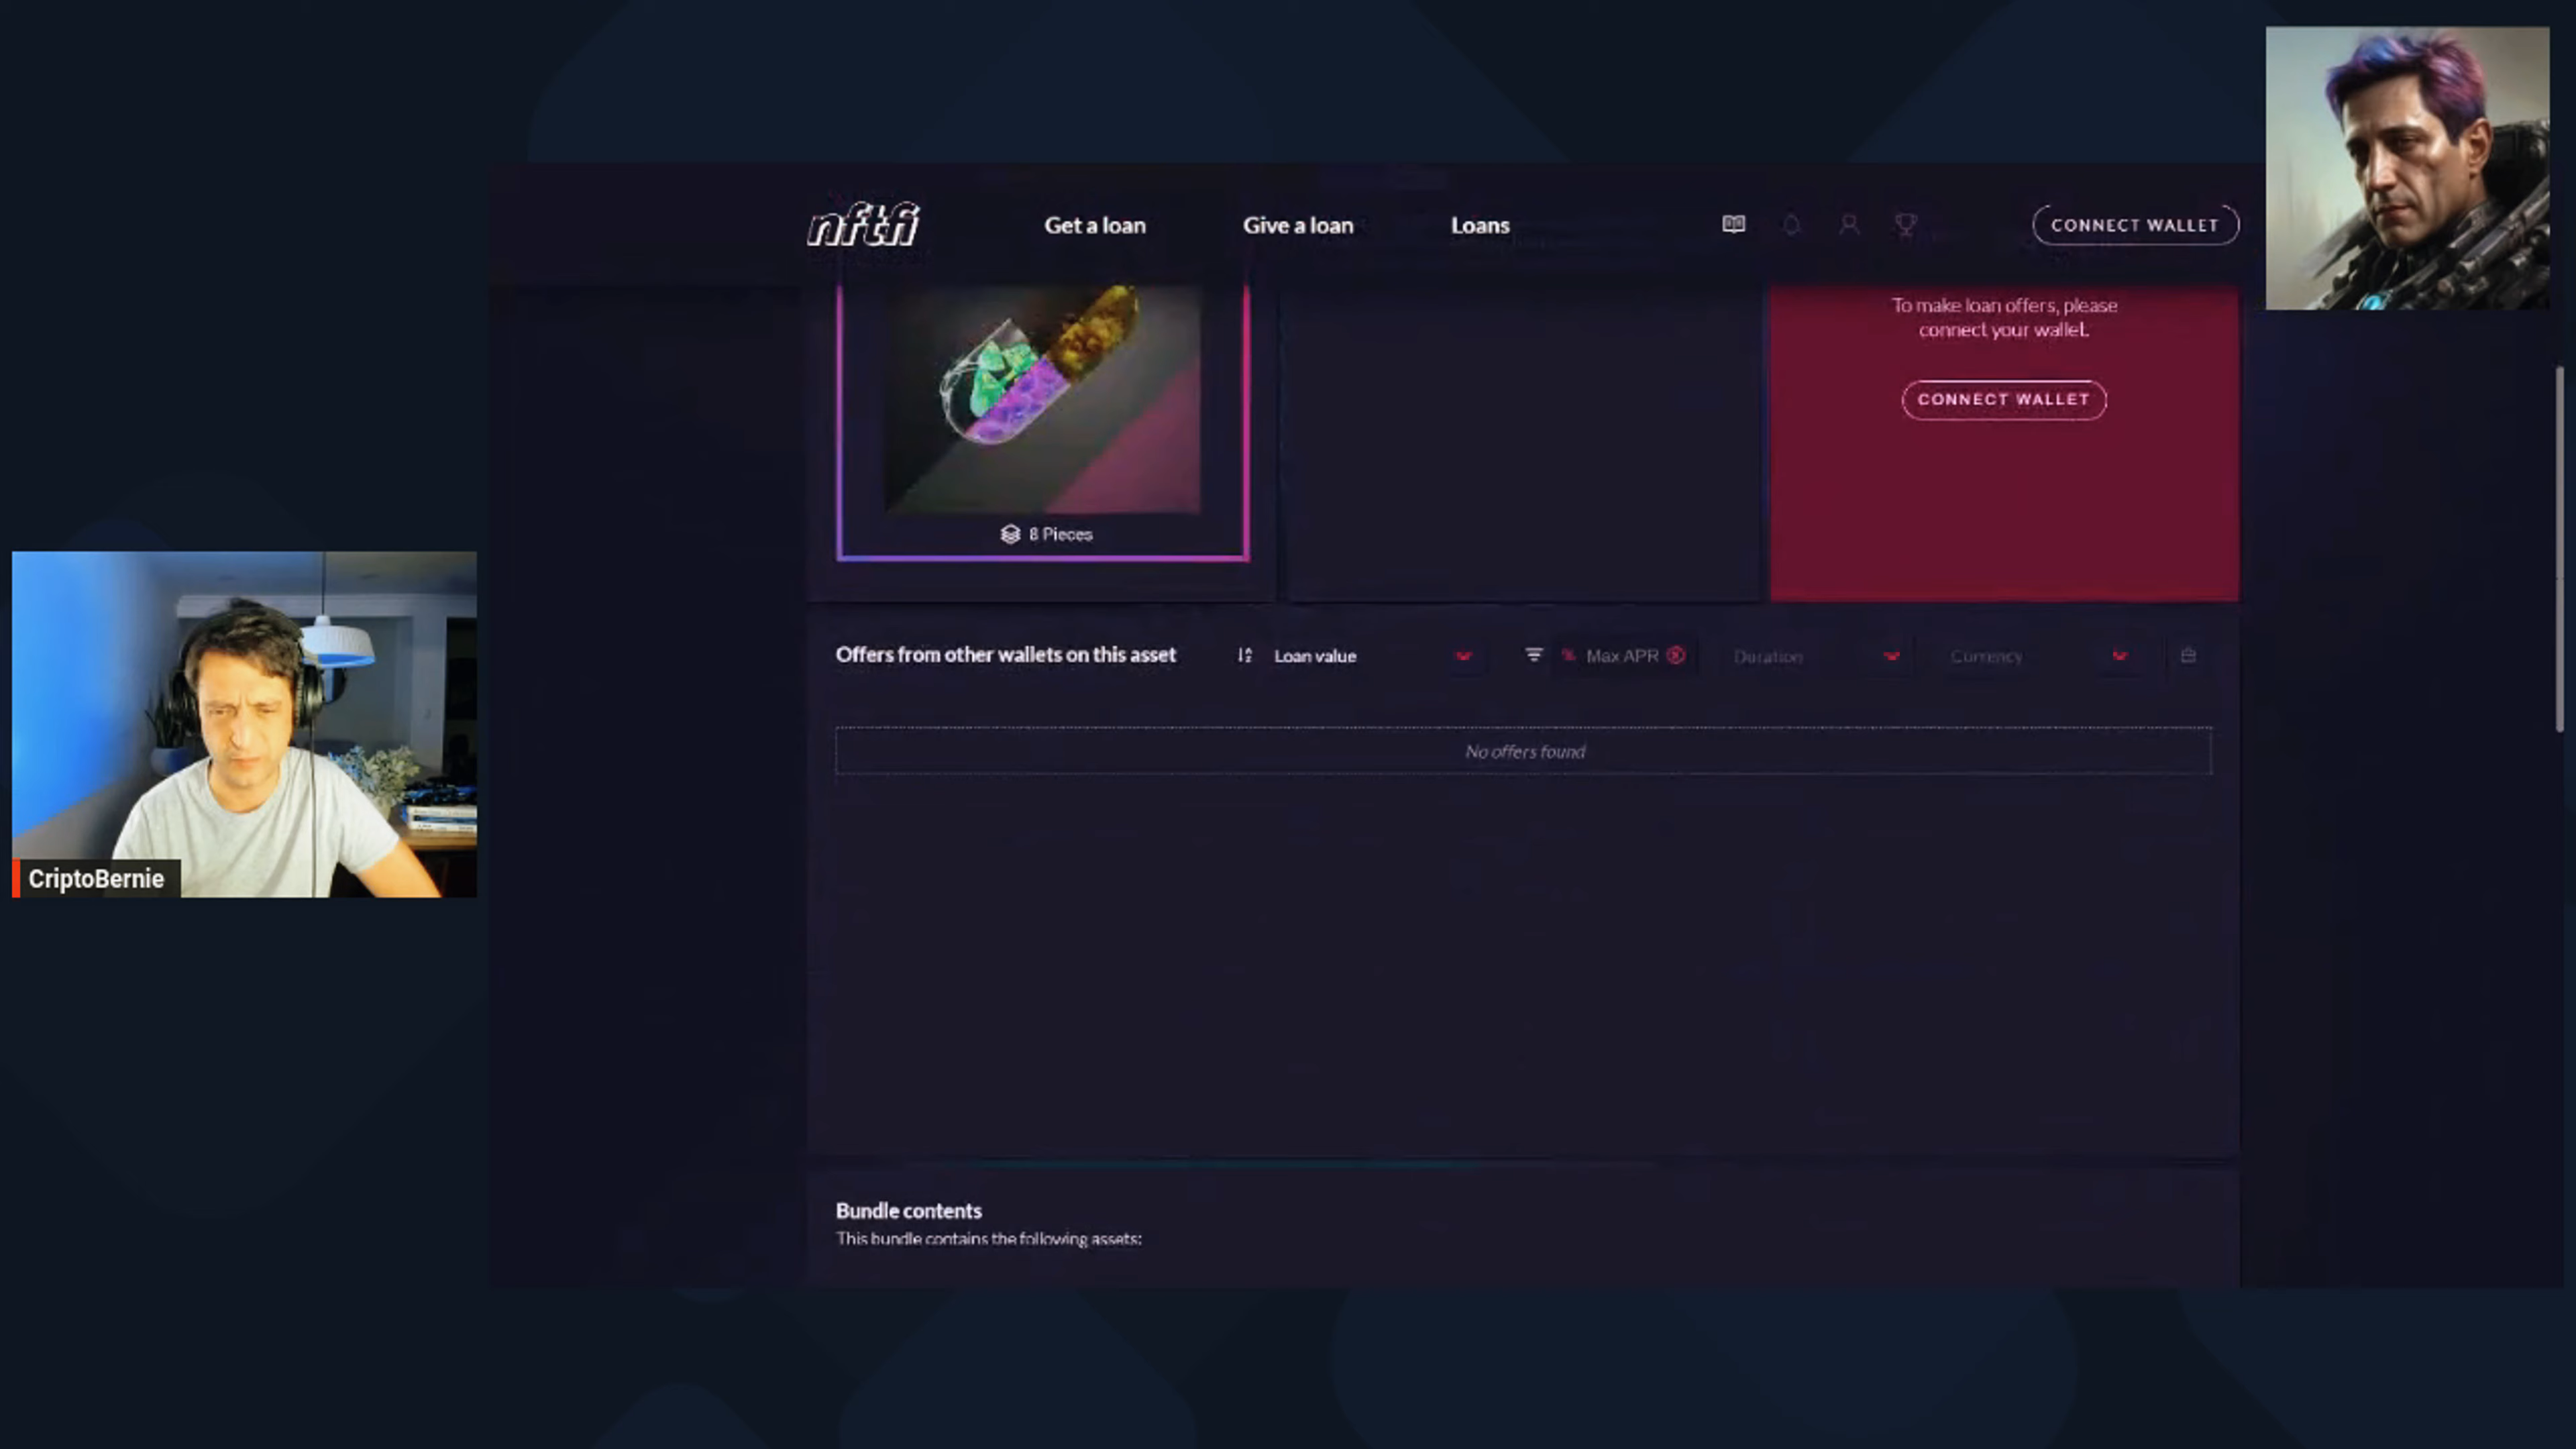 nftfi
Get a loan
Give a loan
Loans
CONNECT WALLET
To make loan offers, please
connect your wallet.
CONNECT WALLET
8 Pieces
Offers from other wallets on this asset
Loan value
% Max APR
Duration
Currency
No offers found
CriptoBernie
Bundle contents
This bundle contains the following assets: